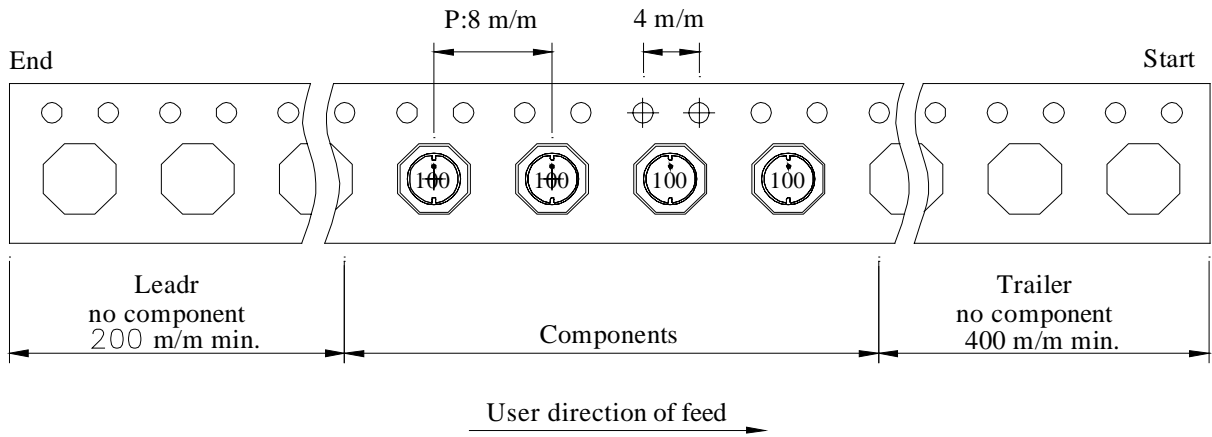 P:8 m/m
4 m/m
End
Start
100
100
100
100
Leadr
no component
200 m/m min.
Components
Trailer
no component
400 m/m min.
User direction of feed